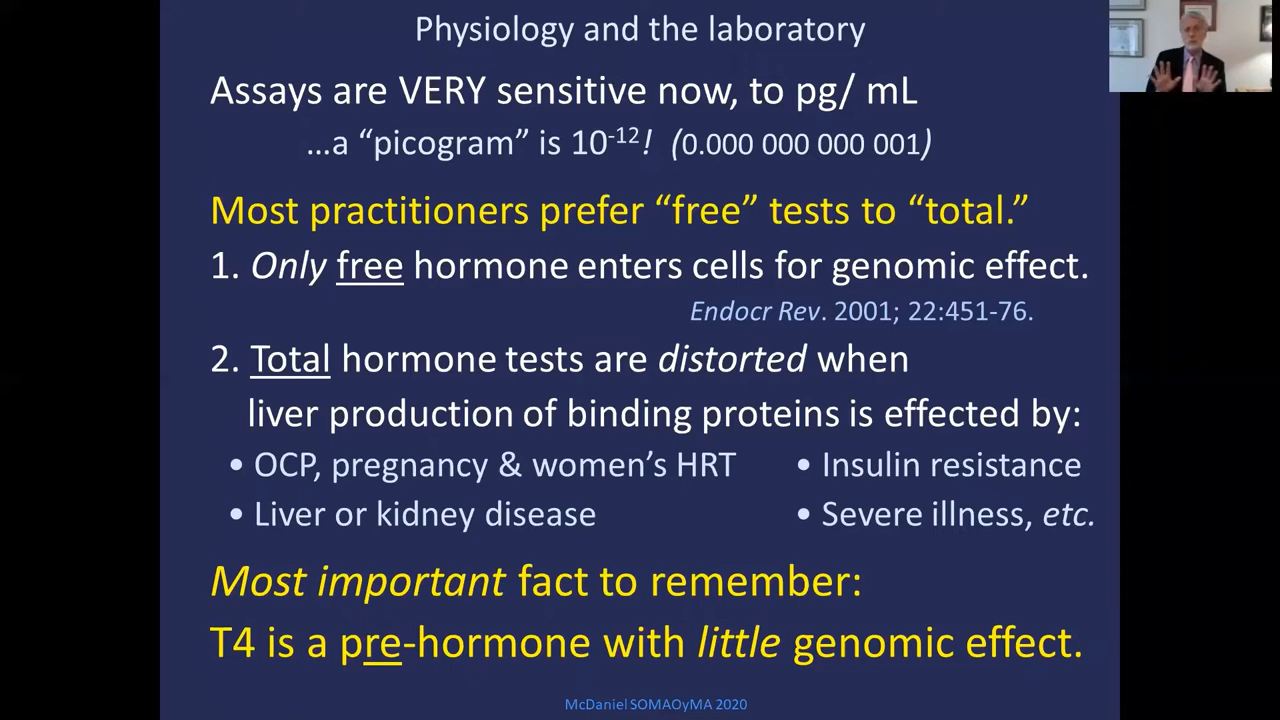 Physiology and the laboratory
Assays are VERY sensitive now, to pg/ mL
…a “picogram” is 10-12! (0.000 000 000 001)
Most practitioners prefer “free” tests to “total.”
1. Only free hormone enters cells for genomic effect.
Endocr Rev. 2001; 22:451-76.
2. Total hormone tests are distorted when
liver production of binding proteins is effected by:
• OCP, pregnancy & women’s HRT • Insulin resistance
• Liver or kidney disease • Severe illness, etc.
Most important fact to remember:
T4 is a pre-hormone with little genomic effect.
McDaniel SOMAOyMA 2020